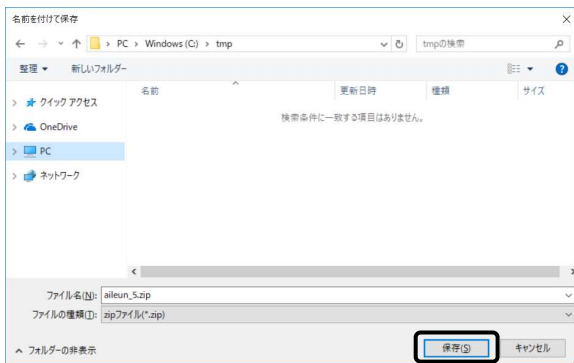 名前を付けて保存
PC > Windows (C:) > tmp
tmpの検索
整理 新しいフォルダー
名前 更新日時 種類 サイズ
検索条件に一致する項目はありません。
クイック アクセス
OneDrive
PC
ネットワーク
ファイル名(N): aileun_5.zip
ファイルの種類(T): zipファイル(*.zip)
フォルダーの非表示
保存(S) キャンセル